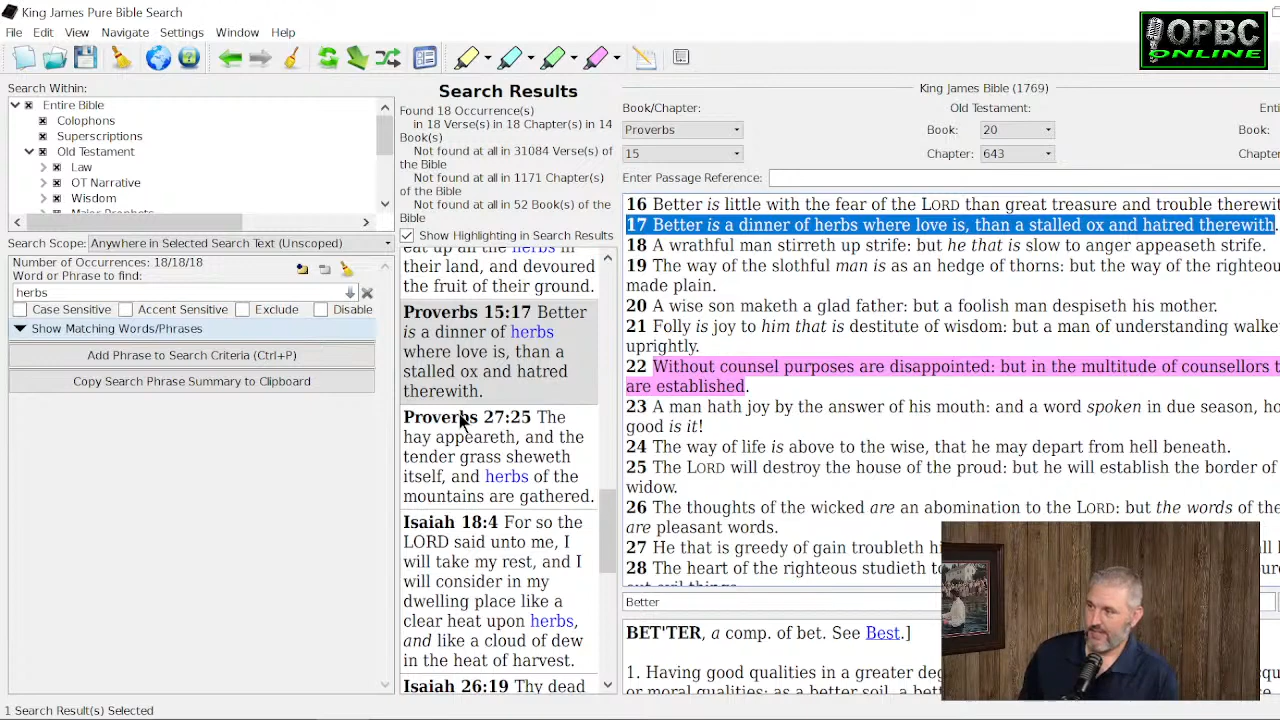 King James Pure Bible Search
OPBC
ONLINE
File Edit View Navigate Settings Window Help
Search Within:
Entire Bible
Colophons
Superscriptions
Old Testament
Law
OT Narrative
Wisdom
Search Scope: Anywhere in Selected Search Text (Unscoped)
Number of Occurrences: 18/18/18
Word or Phrase to find:
herbs
Case Sensitive Accent Sensitive Exclude Disable
Show Matching Words/Phrases
Add Phrase to Search Criteria (Ctrl+P)
Copy Search Phrase Summary to Clipboard
1 Search Result(s) Selected
Search Results
Found 18 Occurrence(s)
in 18 Verse(s) in 18 Chapter(s) in 14
Book(s)
Not found at all in 31084 Verse(s) of
the Bible
Not found at all in 1171 Chapter(s)
of the Bible
Not found at all in 52 Book(s) of the
Bible
Show Highlighting in Search Results
eat up all the herbs in
their land, and devoured
the fruit of their ground.
Proverbs 15:17 Better
is a dinner of herbs
where love is, than a
stalled ox and hatred
therewith.
Proverbs 27:25 The
hay appeareth, and the
tender grass sheweth
itself, and herbs of the
mountains are gathered.
Isaiah 18:4 For so the
LORD said unto me, I
will take my rest, and I
will consider in my
dwelling place like a
clear heat upon herbs,
and like a cloud of dew
in the heat of harvest.
Isaiah 26:19 Thy dead
King James Bible (1769)
Book/Chapter: Old Testament:
Proverbs Book: 20 Book:
15 Chapter: 643 Chapter
Enter Passage Reference:
16 Better is little with the fear of the LORD than great treasure and trouble
17 Better is a dinner of herbs where love is, than a stalled ox and hatred therewith.
18 A wrathful man stirreth up strife: but he that is slow to anger appeaseth strife.
19 The way of the slothful man is as an hedge of thorns: but the way of the
made plain.
20 A wise son maketh a glad father: but a foolish man despiseth his mother.
21 Folly is joy to him that is destitute of wisdom: but a man of understanding
uprightly.
22 Without counsel purposes are disappointed: but in the multitude of counsellors
are established.
23 A man hath joy by the answer of his mouth: and a word spoken in due season,
good is it!
24 The way of life is above to the wise, that he may depart from hell beneath.
25 The LORD will destroy the house of the proud: but he will establish the border of
widow.
26 The thoughts of the wicked are an abomination to the LORD: but the words of
are pleasant words.
27 He that is greedy of gain troubleth
28 The heart of the righteous studieth
Better
BET'TER, a comp. of bet. See Best.]
1. Having good qualities in a greater
or moral qualities: as a better soil, a